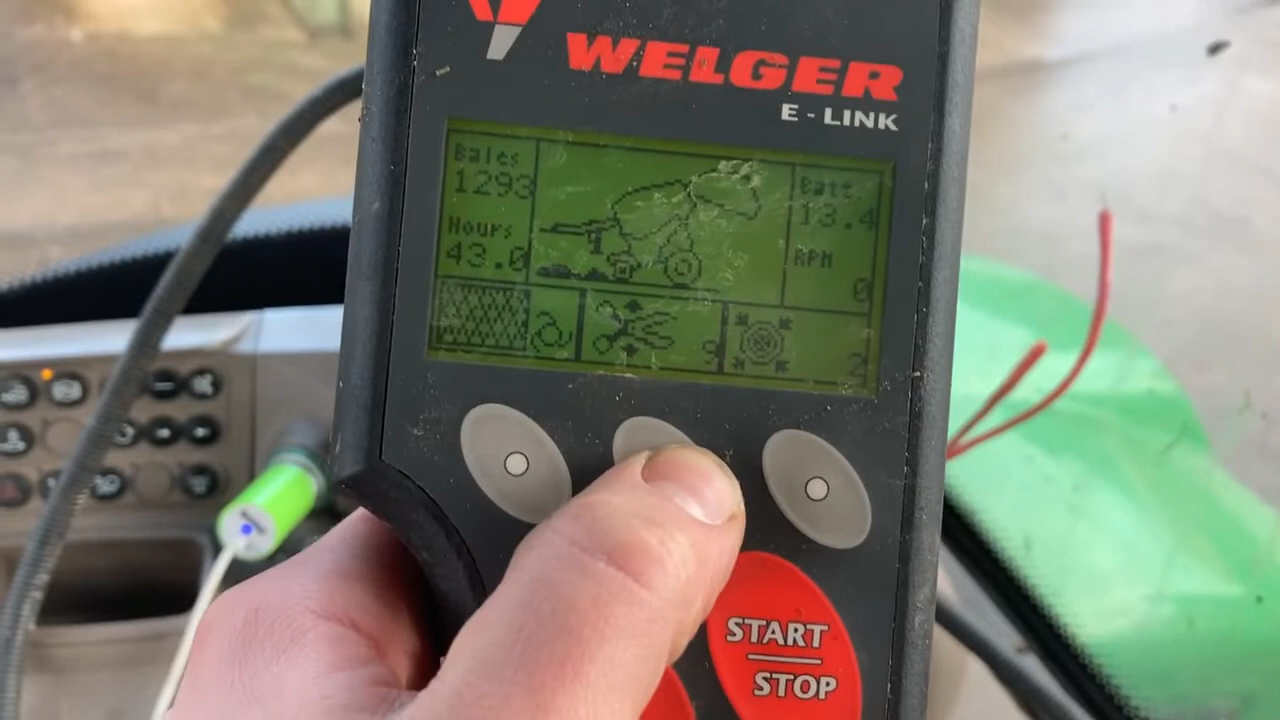 WELGER
E - LINK
Bales
1293
Hours
43.0
Batt
13.4
RPM
0
9
2
START
STOP